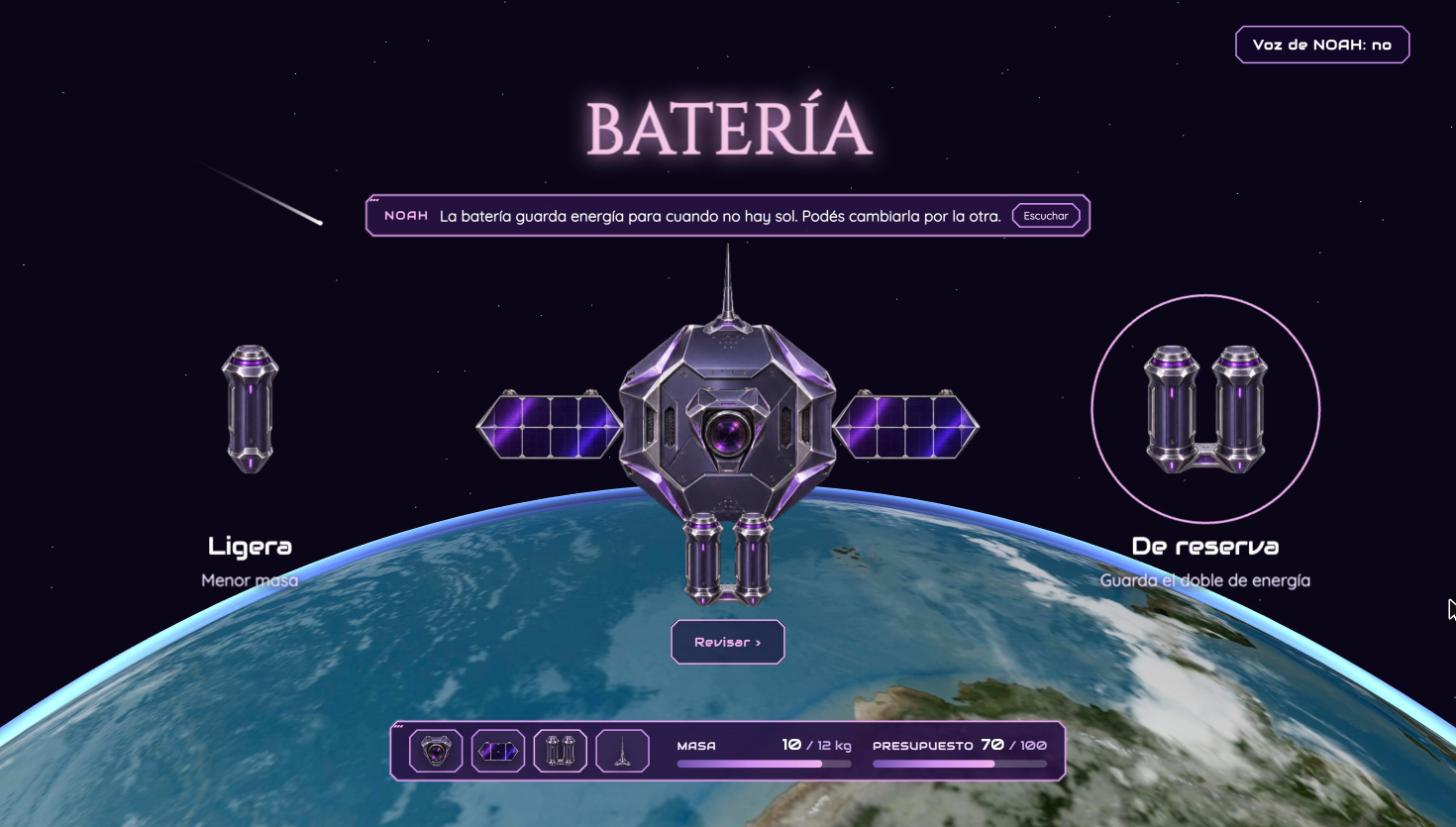 Voz de NOAH: no
BATERÍA
NOAH La batería guarda energía para cuando no hay sol. Podés cambiarla por la otra. Escuchar
Ligera
Menor masa
De reserva
Guarda el doble de energía
Revisar ›
MASA 10 / 12 kg PRESUPUESTO 70 / 100